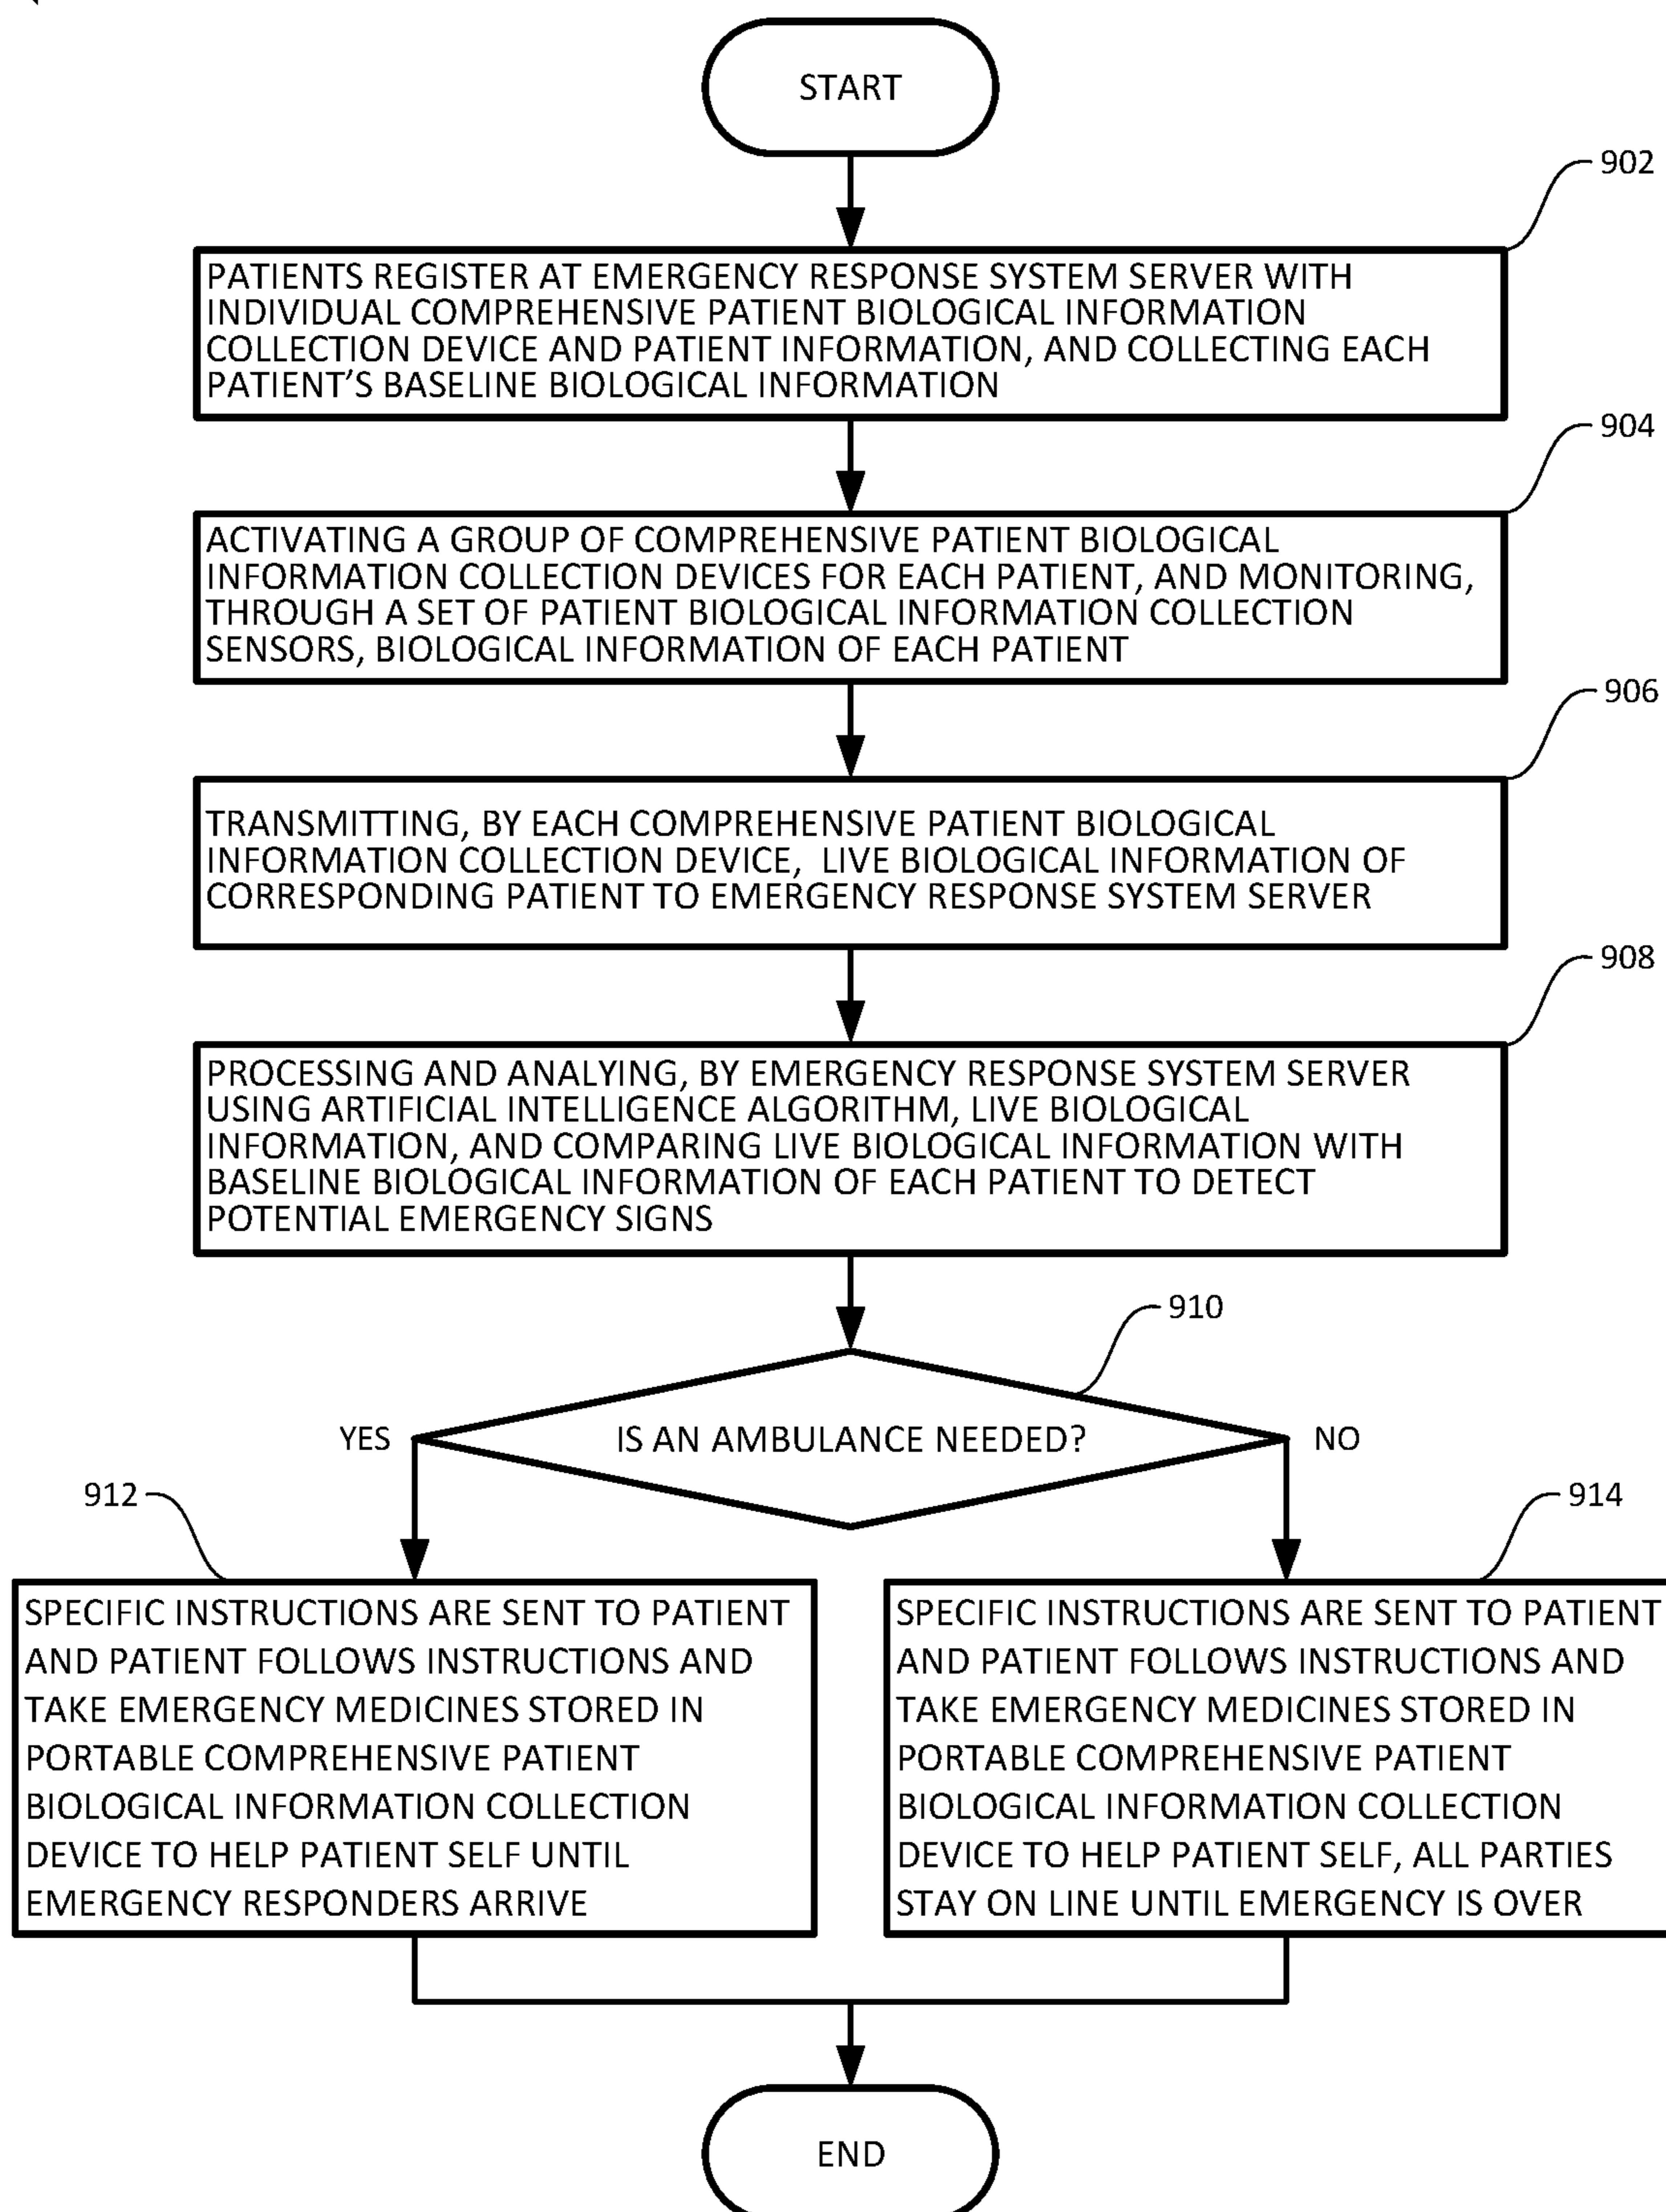 START
902
PATIENTS REGISTER AT EMERGENCY RESPONSE SYSTEM SERVER WITH
INDIVIDUAL COMPREHENSIVE PATIENT BIOLOGICAL INFORMATION
COLLECTION DEVICE AND PATIENT INFORMATION, AND COLLECTING EACH
PATIENT’S BASELINE BIOLOGICAL INFORMATION
904
ACTIVATING A GROUP OF COMPREHENSIVE PATIENT BIOLOGICAL
INFORMATION COLLECTION DEVICES FOR EACH PATIENT, AND MONITORING,
THROUGH A SET OF PATIENT BIOLOGICAL INFORMATION COLLECTION
SENSORS, BIOLOGICAL INFORMATION OF EACH PATIENT
906
TRANSMITTING, BY EACH COMPREHENSIVE PATIENT BIOLOGICAL
INFORMATION COLLECTION DEVICE, LIVE BIOLOGICAL INFORMATION OF
CORRESPONDING PATIENT TO EMERGENCY RESPONSE SYSTEM SERVER
908
PROCESSING AND ANALYING, BY EMERGENCY RESPONSE SYSTEM SERVER
USING ARTIFICIAL INTELLIGENCE ALGORITHM, LIVE BIOLOGICAL
INFORMATION, AND COMPARING LIVE BIOLOGICAL INFORMATION WITH
BASELINE BIOLOGICAL INFORMATION OF EACH PATIENT TO DETECT
POTENTIAL EMERGENCY SIGNS
910
YES
IS AN AMBULANCE NEEDED?
NO
912
SPECIFIC INSTRUCTIONS ARE SENT TO PATIENT
AND PATIENT FOLLOWS INSTRUCTIONS AND
TAKE EMERGENCY MEDICINES STORED IN
PORTABLE COMPREHENSIVE PATIENT
BIOLOGICAL INFORMATION COLLECTION
DEVICE TO HELP PATIENT SELF UNTIL
EMERGENCY RESPONDERS ARRIVE
914
SPECIFIC INSTRUCTIONS ARE SENT TO PATIENT
AND PATIENT FOLLOWS INSTRUCTIONS AND
TAKE EMERGENCY MEDICINES STORED IN
PORTABLE COMPREHENSIVE PATIENT
BIOLOGICAL INFORMATION COLLECTION
DEVICE TO HELP PATIENT SELF, ALL PARTIES
STAY ON LINE UNTIL EMERGENCY IS OVER
END